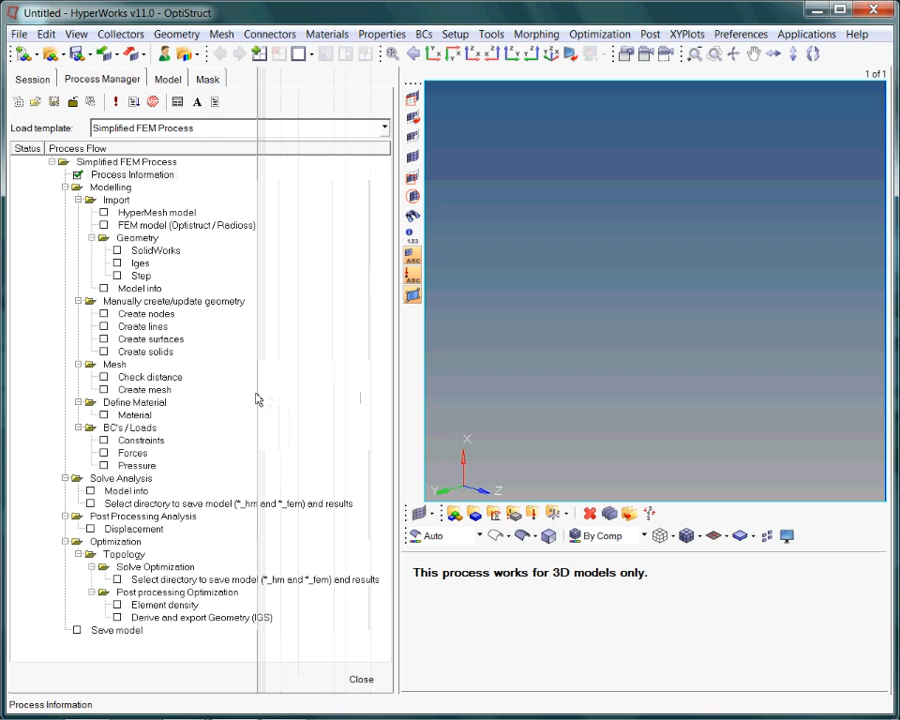 Untitled - HyperWorks v11.0 - OptiStruct
File Edit View Collectors Geometry Mesh Connectors Materials Properties BCs Setup Tools Morphing Optimization Post XYPlots Preferences Applications Help
Session Process Manager Model Mask
1 of 1
Load template: Simplified FEM Process
Status Process Flow
Simplified FEM Process
Process Information
Modelling
Import
HyperMesh model
FEM model (Optistruct / Radioss)
Geometry
SolidWorks
Iges
Step
Model info
Manually create/update geometry
Create nodes
Create lines
Create surfaces
Create solids
Mesh
Check distance
Create mesh
Define Material
Material
BC's / Loads
Constraints
Forces
Pressure
Solve Analysis
Model info
Select directory to save model (*_hm and *_fem) and results
Post Processing Analysis
Displacement
Optimization
Topology
Solve Optimization
Select directory to save model (*_hm and *_fem) and results
Post processing Optimization
Element density
Derive and export Geometry (IGS)
Save model
Close
123
ABC
ABC
X
Y Z
Auto By Comp
This process works for 3D models only.
Process Information